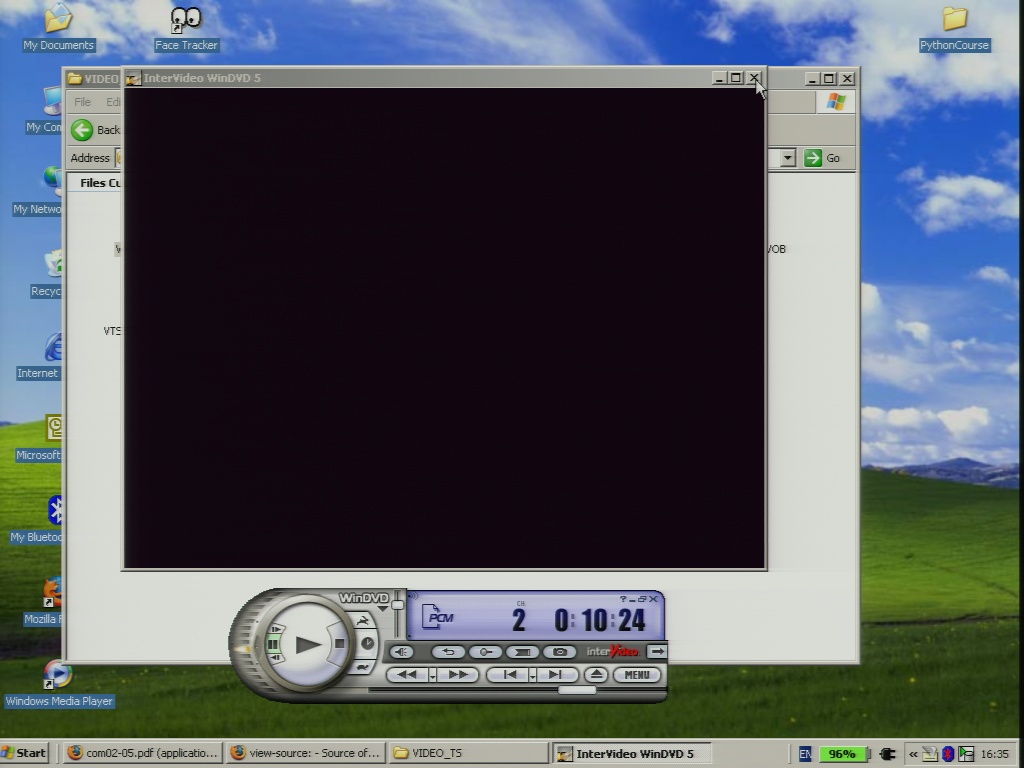 My Documents
Face Tracker
PythonCourse
VIDEO
InterVideo WinDVD 5
File Edi
My Con
Back
Address
Go
Files Cu
My Netwo
VOB
Recyc
VTS
Internet
Microsoft
My Bluetoo
Mozilla F
WinDVD
PCM
CH
2
0:10:24
interVideo
MENU
Windows Media Player
Start
com02-05.pdf (applicatio...
view-source: - Source of...
VIDEO_TS
InterVideo WinDVD 5
EN
96%
«
16:35